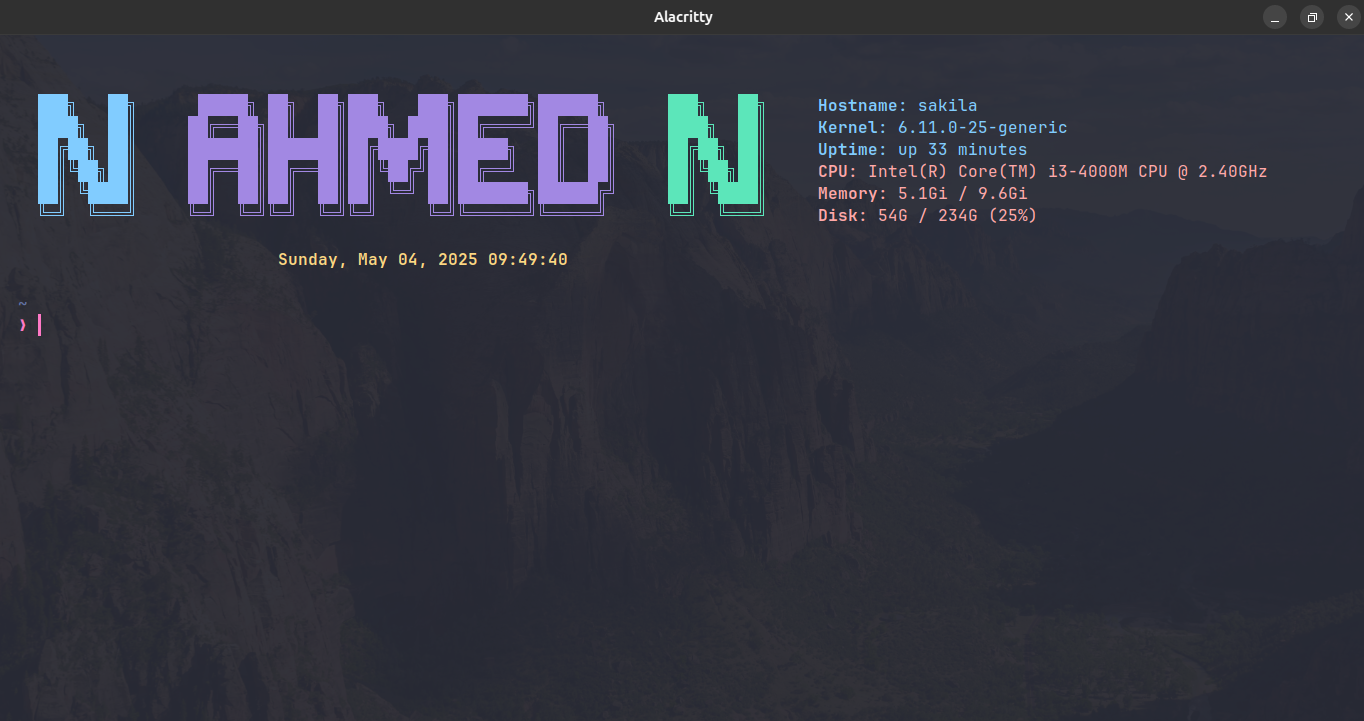 Alacritty
N AHMED N
Hostname: sakila
Kernel: 6.11.0-25-generic
Uptime: up 33 minutes
CPU: Intel(R) Core(TM) i3-4000M CPU @ 2.40GHz
Memory: 5.1Gi / 9.6Gi
Disk: 54G / 234G (25%)
Sunday, May 04, 2025 09:49:40
~
❯